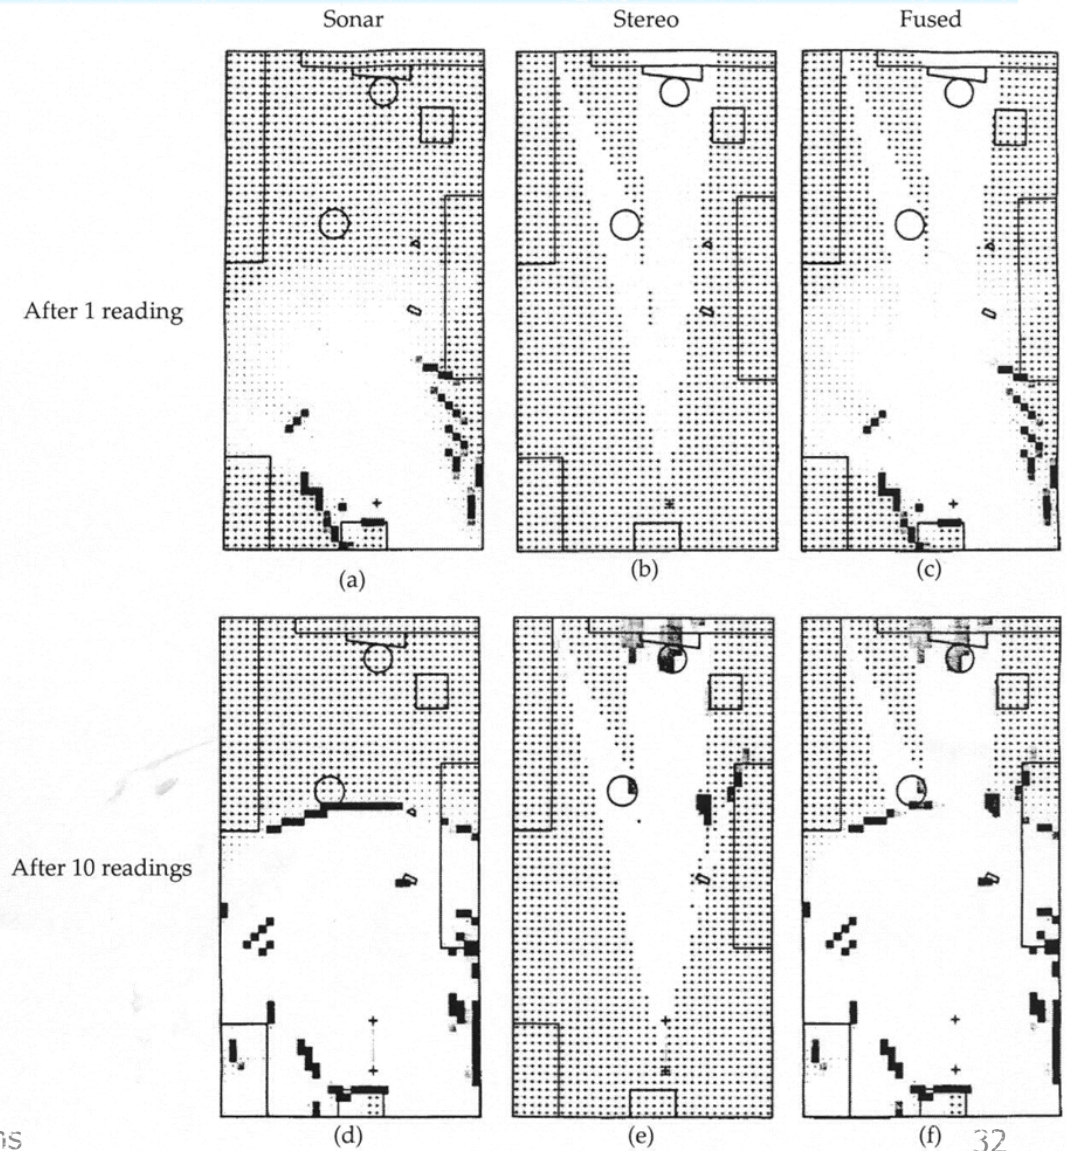 Sonar Stereo Fused
After 1 reading
(a) (b) (c)
After 10 readings
(d) (e) (f)
32